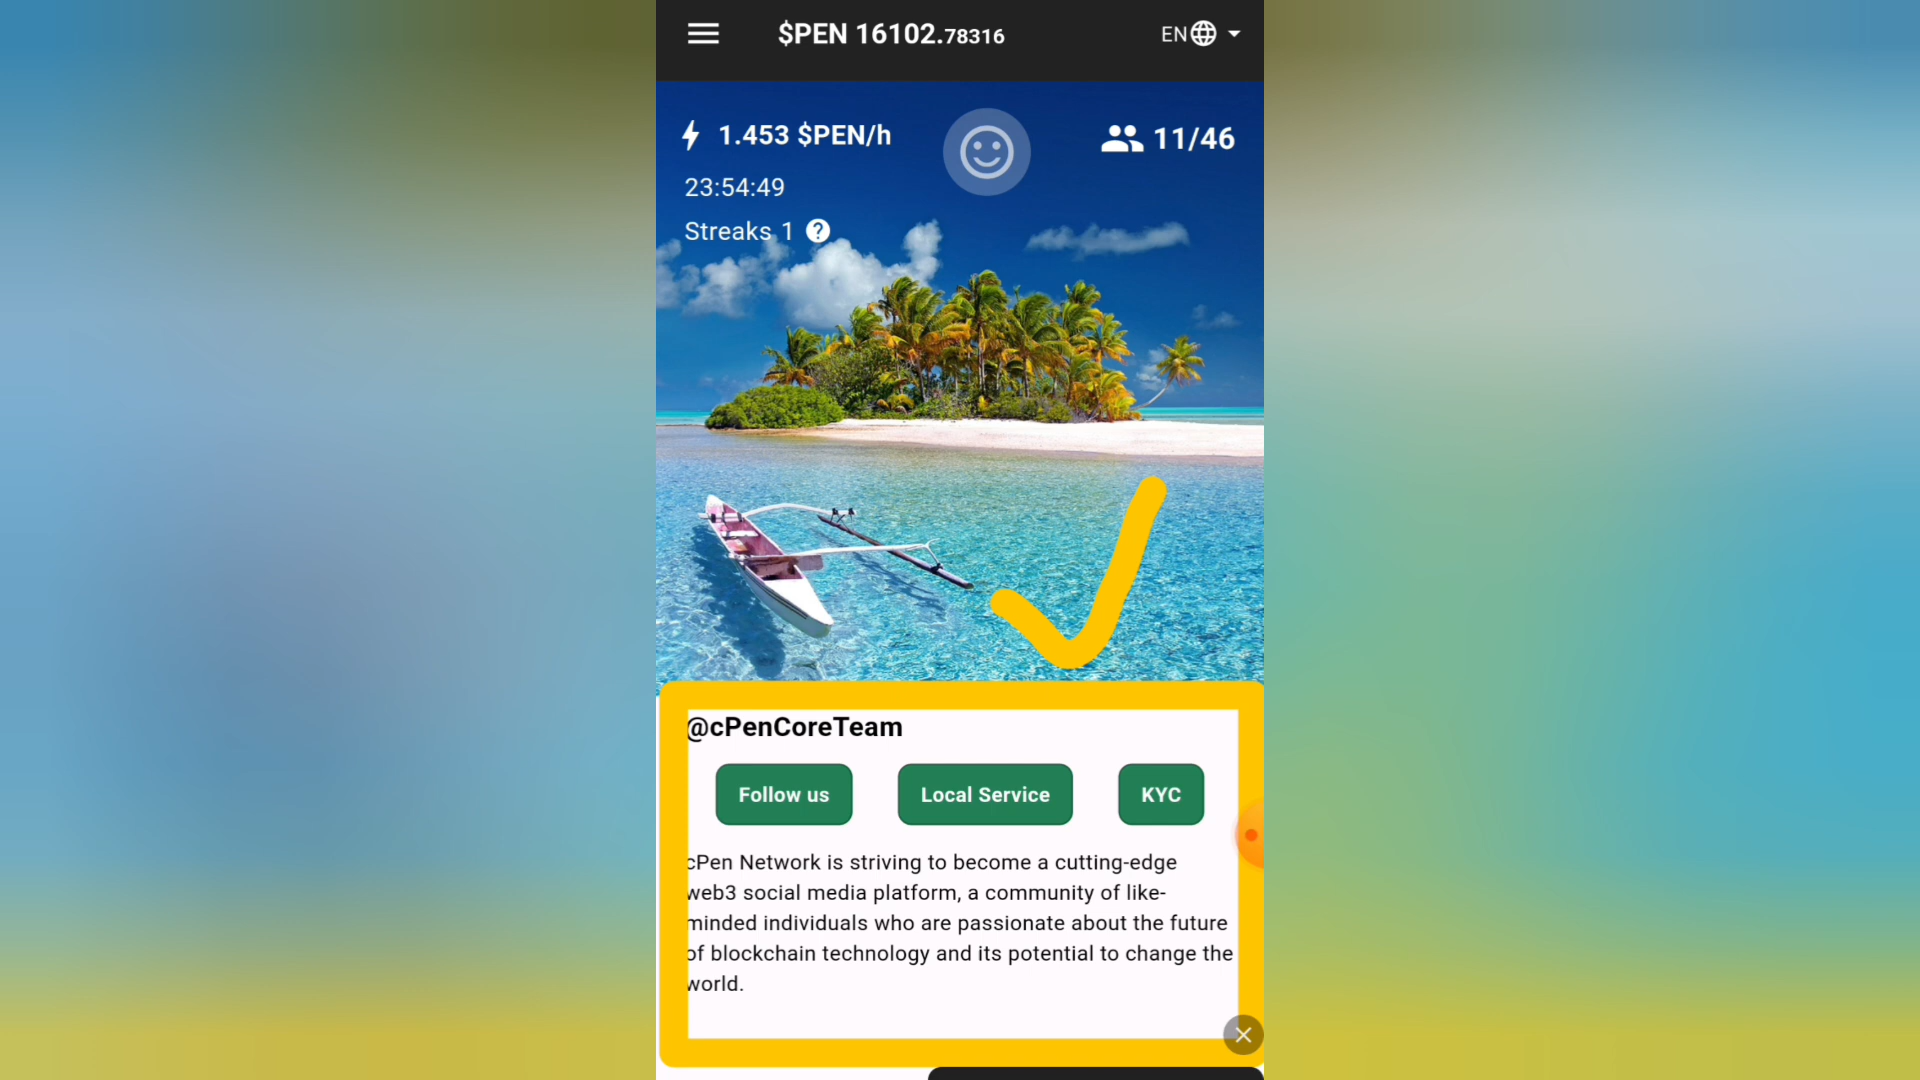 $PEN 16102.78316
EN
1.453 $PEN/h
11/46
23:54:49
Streaks 1
@cPenCoreTeam
Follow us
Local Service
KYC
cPen Network is striving to become a cutting-edge
web3 social media platform, a community of like-
minded individuals who are passionate about the future
of blockchain technology and its potential to change the
world.